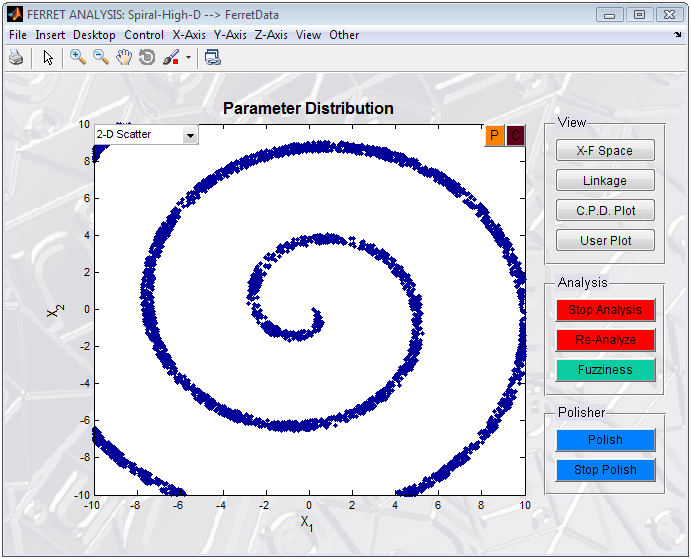 FERRET ANALYSIS: Spiral-High-D --> FerretData
File Insert Desktop Control X-Axis Y-Axis Z-Axis View Other
Parameter Distribution
2-D Scatter
P C
10
8
6
4
2
0
-2
-4
-6
-8
-10
X2
-10 -8 -6 -4 -2 0 2 4 6 8 10
X1
View
X-F Space
Linkage
C.P.D. Plot
User Plot
Analysis
Stop Analysis
Re-Analyze
Fuzziness
Polisher
Polish
Stop Polish